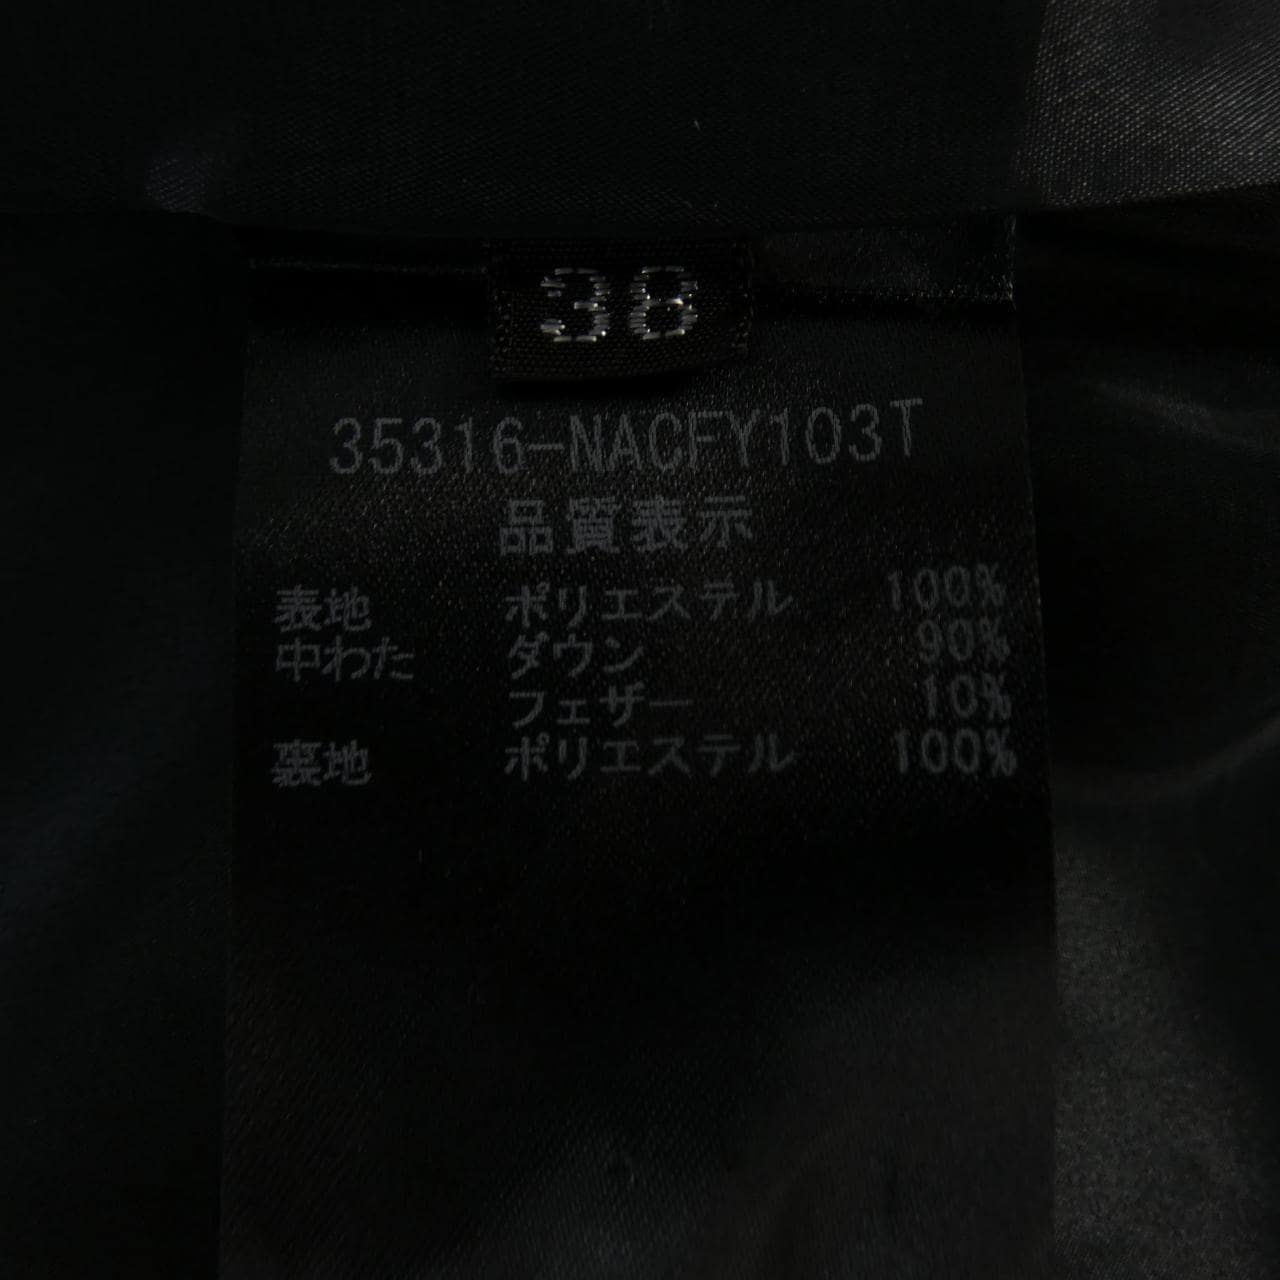 38
35316-NACFY103T
品質表示
表地 ポリエステル 100%
中わた ダウン 90%
フェザー 10%
裏地 ポリエステル 100%